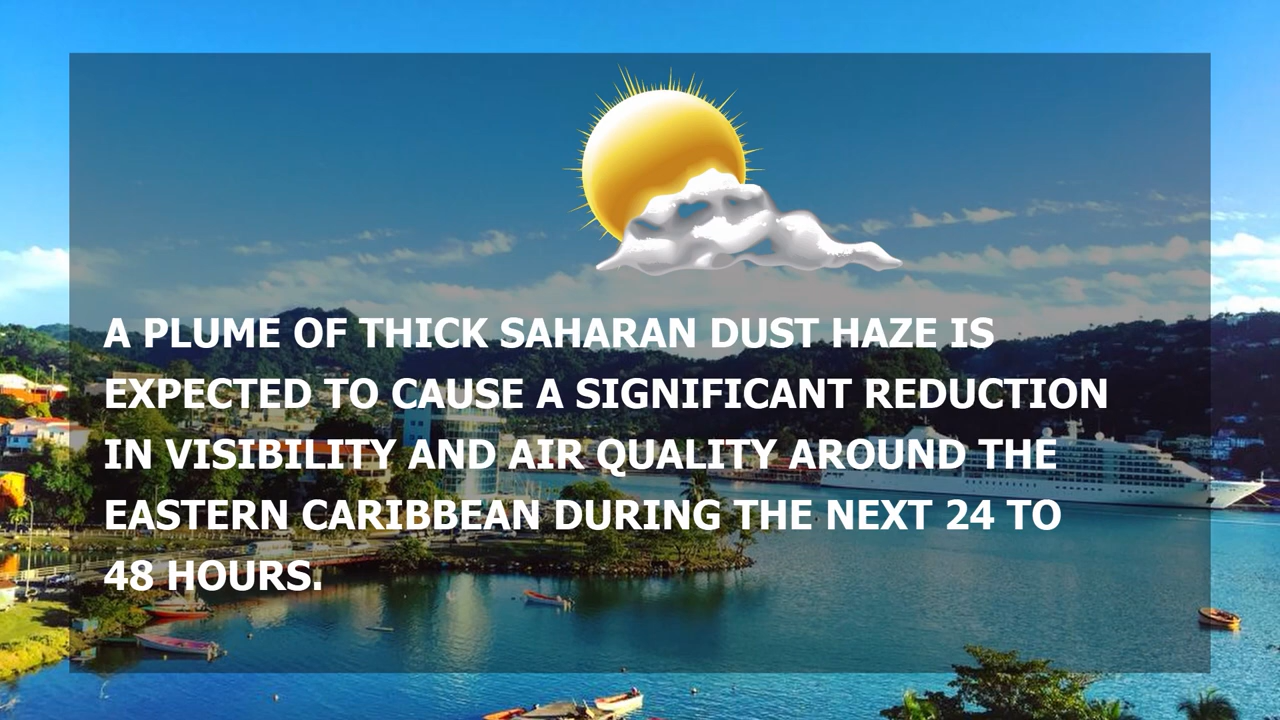 A PLUME OF THICK SAHARAN DUST HAZE IS
EXPECTED TO CAUSE A SIGNIFICANT REDUCTION
IN VISIBILITY AND AIR QUALITY AROUND THE
EASTERN CARIBBEAN DURING THE NEXT 24 TO
48 HOURS.